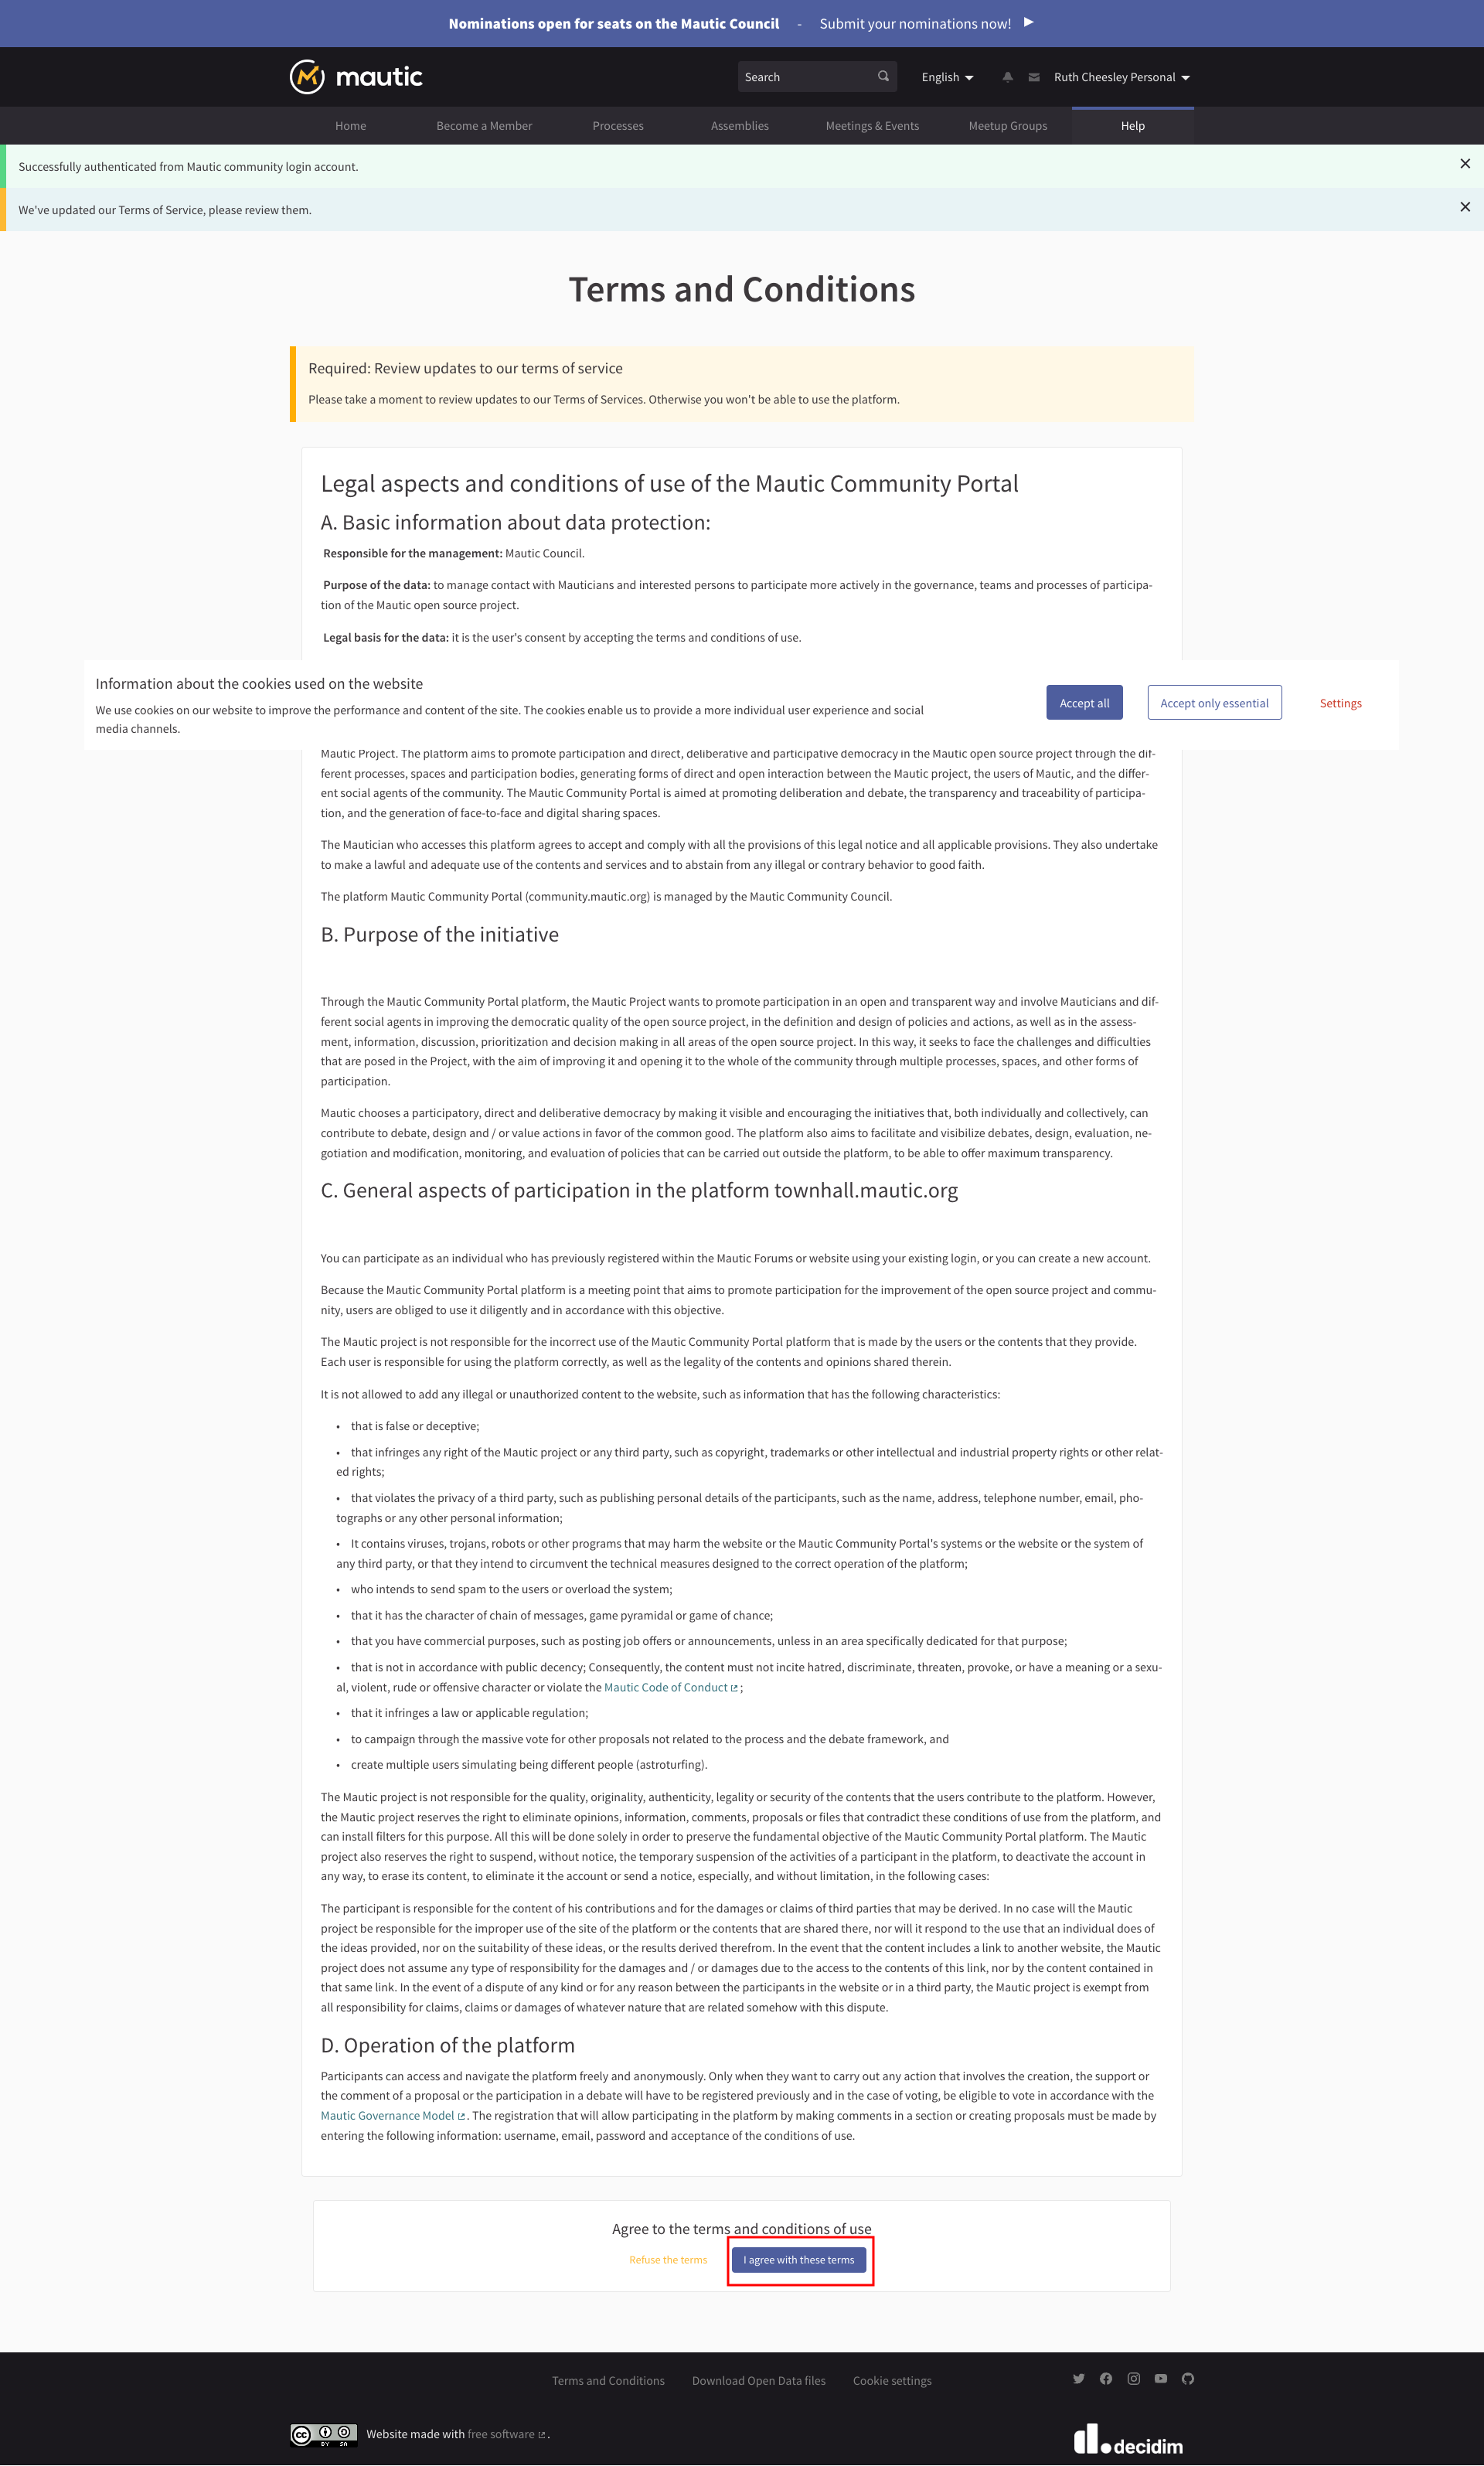 Nominations open for seats on the Mautic Council - Submit your nominations now! ▶
mautic
Search
English
Ruth Cheesley Personal
Home Become a Member Processes Assemblies Meetings & Events Meetup Groups Help
Successfully authenticated from Mautic community login account.
We've updated our Terms of Service, please review them.
Terms and Conditions
Required: Review updates to our terms of service
Please take a moment to review updates to our Terms of Services. Otherwise you won't be able to use the platform.
Legal aspects and conditions of use of the Mautic Community Portal
A. Basic information about data protection:
Responsible for the management: Mautic Council.
Purpose of the data: to manage contact with Mauticians and interested persons to participate more actively in the governance, teams and processes of participa-
tion of the Mautic open source project.
Legal basis for the data: it is the user's consent by accepting the terms and conditions of use.
Information about the cookies used on the website
We use cookies on our website to improve the performance and content of the site. The cookies enable us to provide a more individual user experience and social
media channels.
Accept all
Accept only essential
Settings
Mautic Project. The platform aims to promote participation and direct, deliberative and participative democracy in the Mautic open source project through the dif-
ferent processes, spaces and participation bodies, generating forms of direct and open interaction between the Mautic project, the users of Mautic, and the differ-
ent social agents of the community. The Mautic Community Portal is aimed at promoting deliberation and debate, the transparency and traceability of participa-
tion, and the generation of face-to-face and digital sharing spaces.
The Mautician who accesses this platform agrees to accept and comply with all the provisions of this legal notice and all applicable provisions. They also undertake
to make a lawful and adequate use of the contents and services and to abstain from any illegal or contrary behavior to good faith.
The platform Mautic Community Portal (community.mautic.org) is managed by the Mautic Community Council.
B. Purpose of the initiative
Through the Mautic Community Portal platform, the Mautic Project wants to promote participation in an open and transparent way and involve Mauticians and dif-
ferent social agents in improving the democratic quality of the open source project, in the definition and design of policies and actions, as well as in the assess-
ment, information, discussion, prioritization and decision making in all areas of the open source project. In this way, it seeks to face the challenges and difficulties
that are posed in the Project, with the aim of improving it and opening it to the whole of the community through multiple processes, spaces, and other forms of
participation.
Mautic chooses a participatory, direct and deliberative democracy by making it visible and encouraging the initiatives that, both individually and collectively, can
contribute to debate, design and / or value actions in favor of the common good. The platform also aims to facilitate and visibilize debates, design, evaluation, ne-
gotiation and modification, monitoring, and evaluation of policies that can be carried out outside the platform, to be able to offer maximum transparency.
C. General aspects of participation in the platform townhall.mautic.org
You can participate as an individual who has previously registered within the Mautic Forums or website using your existing login, or you can create a new account.
Because the Mautic Community Portal platform is a meeting point that aims to promote participation for the improvement of the open source project and commu-
nity, users are obliged to use it diligently and in accordance with this objective.
The Mautic project is not responsible for the incorrect use of the Mautic Community Portal platform that is made by the users or the contents that they provide.
Each user is responsible for using the platform correctly, as well as the legality of the contents and opinions shared therein.
It is not allowed to add any illegal or unauthorized content to the website, such as information that has the following characteristics:
• that is false or deceptive;
• that infringes any right of the Mautic project or any third party, such as copyright, trademarks or other intellectual and industrial property rights or other relat-
ed rights;
• that violates the privacy of a third party, such as publishing personal details of the participants, such as the name, address, telephone number, email, pho-
tographs or any other personal information;
• It contains viruses, trojans, robots or other programs that may harm the website or the Mautic Community Portal's systems or the website or the system of
any third party, or that they intend to circumvent the technical measures designed to the correct operation of the platform;
• who intends to send spam to the users or overload the system;
• that it has the character of chain of messages, game pyramidal or game of chance;
• that you have commercial purposes, such as posting job offers or announcements, unless in an area specifically dedicated for that purpose;
• that is not in accordance with public decency; Consequently, the content must not incite hatred, discriminate, threaten, provoke, or have a meaning or a sexu-
al, violent, rude or offensive character or violate the Mautic Code of Conduct ;
• that it infringes a law or applicable regulation;
• to campaign through the massive vote for other proposals not related to the process and the debate framework, and
• create multiple users simulating being different people (astroturfing).
The Mautic project is not responsible for the quality, originality, authenticity, legality or security of the contents that the users contribute to the platform. However,
the Mautic project reserves the right to eliminate opinions, information, comments, proposals or files that contradict these conditions of use from the platform, and
can install filters for this purpose. All this will be done solely in order to preserve the fundamental objective of the Mautic Community Portal platform. The Mautic
project also reserves the right to suspend, without notice, the temporary suspension of the activities of a participant in the platform, to deactivate the account in
any way, to erase its content, to eliminate it the account or send a notice, especially, and without limitation, in the following cases:
The participant is responsible for the content of his contributions and for the damages or claims of third parties that may be derived. In no case will the Mautic
project be responsible for the improper use of the site of the platform or the contents that are shared there, nor will it respond to the use that an individual does of
the ideas provided, nor on the suitability of these ideas, or the results derived therefrom. In the event that the content includes a link to another website, the Mautic
project does not assume any type of responsibility for the damages and / or damages due to the access to the contents of this link, nor by the content contained in
that same link. In the event of a dispute of any kind or for any reason between the participants in the website or in a third party, the Mautic project is exempt from
all responsibility for claims, claims or damages of whatever nature that are related somehow with this dispute.
D. Operation of the platform
Participants can access and navigate the platform freely and anonymously. Only when they want to carry out any action that involves the creation, the support or
the comment of a proposal or the participation in a debate will have to be registered previously and in the case of voting, be eligible to vote in accordance with the
Mautic Governance Model . The registration that will allow participating in the platform by making comments in a section or creating proposals must be made by
entering the following information: username, email, password and acceptance of the conditions of use.
Agree to the terms and conditions of use
Refuse the terms
I agree with these terms
Terms and Conditions Download Open Data files Cookie settings
cc BY SA
Website made with free software .
decidim